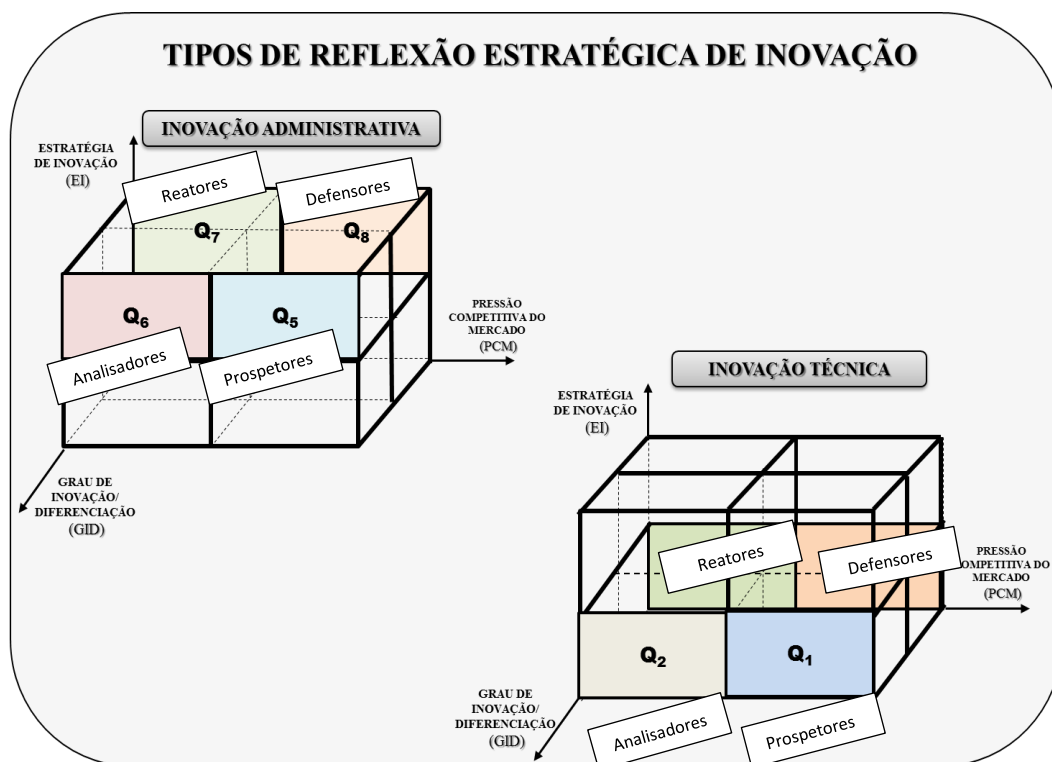 TIPOS DE REFLEXÃO ESTRATÉGICA DE INOVAÇÃO
INOVAÇÃO ADMINISTRATIVA
ESTRATÉGIA
DE INOVAÇÃO
(EI)
Reatores
Defensores
Q7
Q8
Q6
Q5
Analisadores
Prospetores
PRESSÃO
COMPETITIVA DO
MERCADO
(PCM)
GRAU DE
INOVAÇÃO/
DIFERENCIAÇÃO
(GID)
INOVAÇÃO TÉCNICA
ESTRATÉGIA
DE INOVAÇÃO
(EI)
Reatores
Defensores
PRESSÃO
COMPETITIVA DO
MERCADO
(PCM)
Q2
Q1
GRAU DE
INOVAÇÃO/
DIFERENCIAÇÃO
(GID)
Analisadores
Prospetores